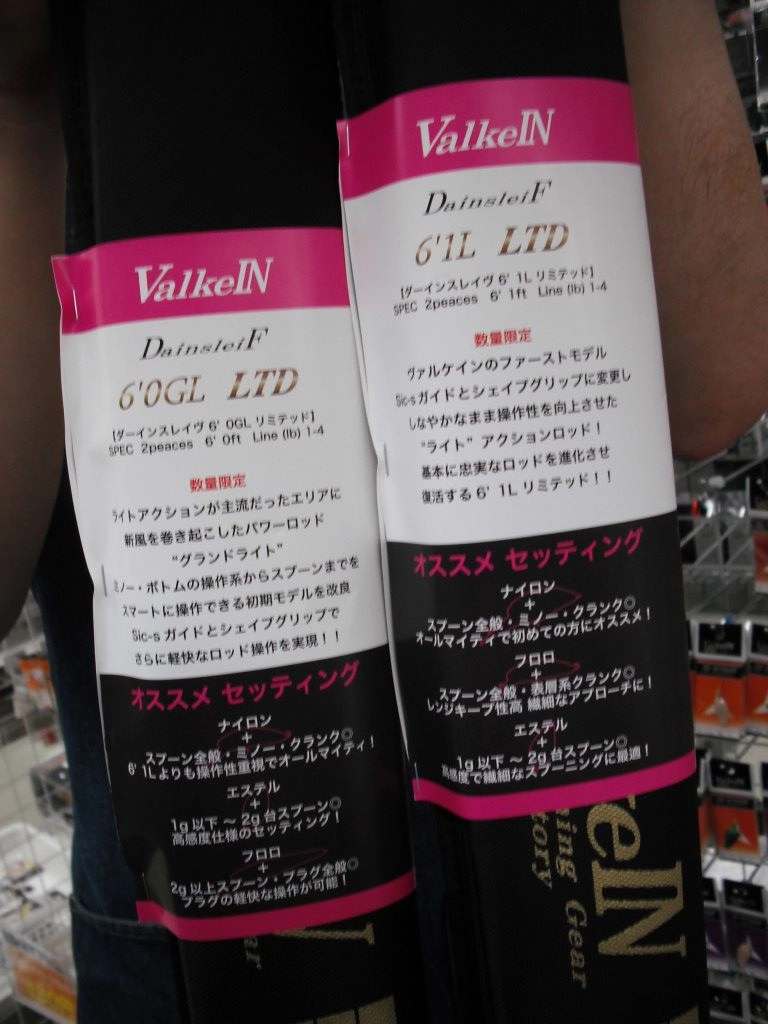 ValkeIN
DainsleiF
6'0GL LTD
【ダーインスレイヴ 6' 0GL リミテッド】
SPEC 2peaces 6' 0ft Line (lb) 1-4
数量限定
ライトアクションが主流だったエリアに
新風を巻き起こしたパワーロッド
“グランドライト”
ミノー・ボトムの操作系からスプーンまでを
スマートに操作できる初期モデルを改良
Sic-s ガイドとシェイプグリップで
さらに軽快なロッド操作を実現！！
オススメ セッティング
ナイロン
+
スプーン全般・ミノー・クランク◎
6' 1Lよりも操作性重視でオールマイティ！
エステル
+
1g 以下 ～ 2g 台スプーン◎
高感度仕様のセッティング！
フロロ
+
2g 以上スプーン・プラグ全般◎
プラグの軽快な操作が可能！
ValkeIN
DainsleiF
6'1L LTD
【ダーインスレイヴ 6' 1L リミテッド】
SPEC 2peaces 6' 1ft Line (lb) 1-4
数量限定
ヴァルケインのファーストモデル
Sic-s ガイドとシェイプグリップに変更し
しなやかなまま操作性を向上させた
“ライト” アクションロッド！
基本に忠実なロッドを進化させ
復活する 6' 1L リミテッド！！
オススメ セッティング
ナイロン
+
スプーン全般・ミノー・クランク◎
オールマイティで初めての方にオススメ！
フロロ
+
スプーン全般・表層系クランク◎
レンジキープ性高 繊細なアプローチに！
エステル
+
1g 以下 ～ 2g 台スプーン◎
高感度で繊細なスプーニングに最適！
keIN
Gear